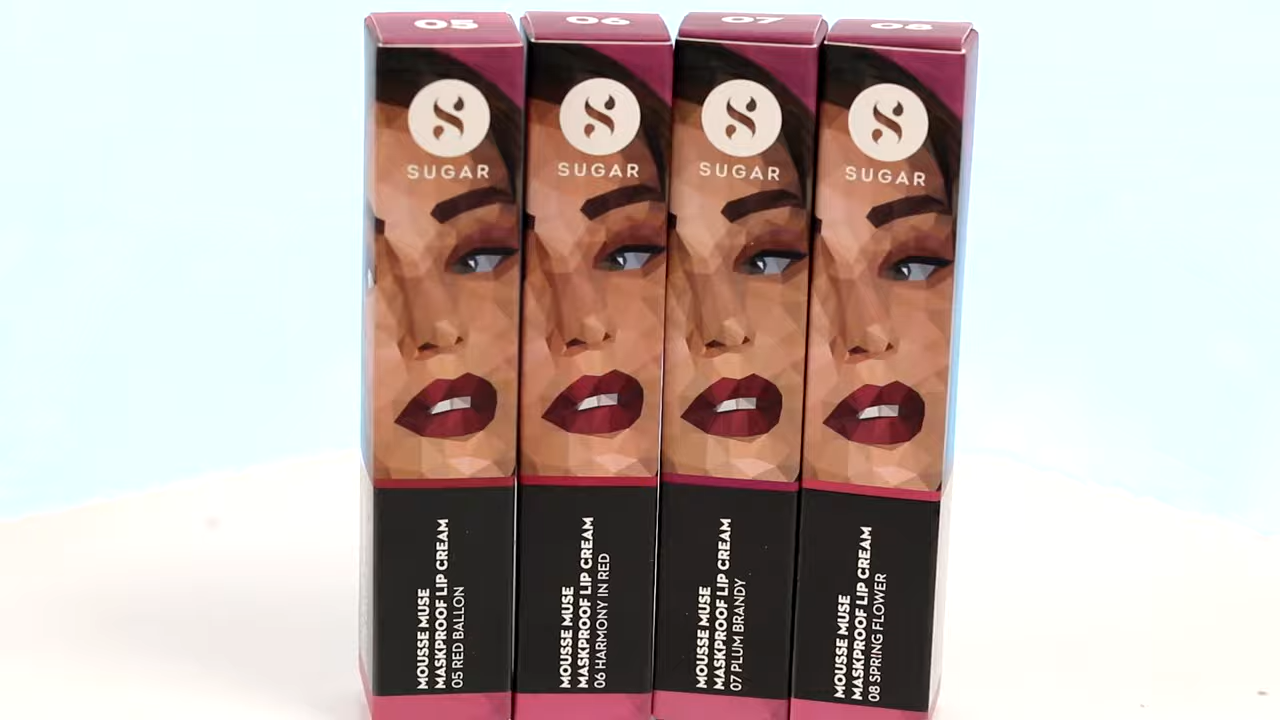 05
06
07
08
S
SUGAR
S
SUGAR
S
SUGAR
S
SUGAR
MOUSSE MUSE
MASKPROOF LIP CREAM
05 RED BALLON
MOUSSE MUSE
MASKPROOF LIP CREAM
06 HARMONY IN RED
MOUSSE MUSE
MASKPROOF LIP CREAM
07 PLUM BRANDY
MOUSSE MUSE
MASKPROOF LIP CREAM
08 SPRING FLOWER